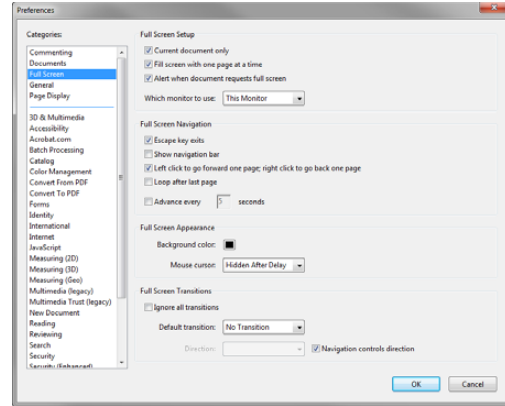 Preferences
Categories:
Commenting
Documents
Full Screen
General
Page Display
3D & Multimedia
Accessibility
Acrobat.com
Batch Processing
Catalog
Color Management
Convert From PDF
Convert To PDF
Forms
Identity
International
Internet
JavaScript
Measuring (2D)
Measuring (3D)
Measuring (Geo)
Multimedia (legacy)
Multimedia Trust (legacy)
New Document
Reading
Reviewing
Search
Security
Security (Enhanced)
Full Screen Setup
Current document only
Fill screen with one page at a time
Alert when document requests full screen
Which monitor to use: This Monitor
Full Screen Navigation
Escape key exits
Show navigation bar
Left click to go forward one page; right click to go back one page
Loop after last page
Advance every 5 seconds
Full Screen Appearance
Background color:
Mouse cursor: Hidden After Delay
Full Screen Transitions
Ignore all transitions
Default transition: No Transition
Direction: Navigation controls direction
OK Cancel